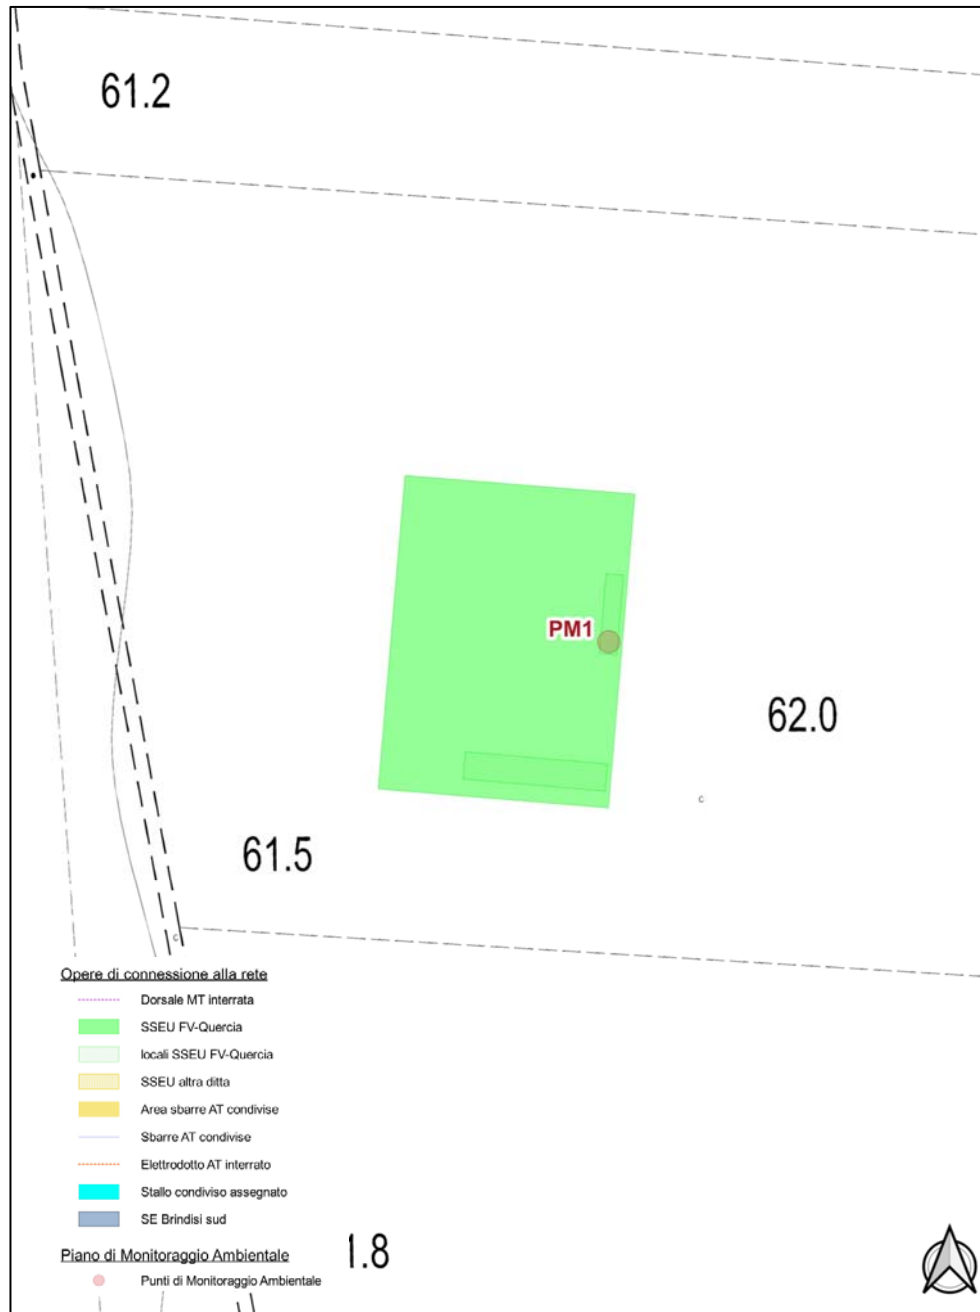 61.2
PM1
62.0
c
61.5
c
Opere di connessione alla rete
Dorsale MT interrata
SSEU FV-Quercia
locali SSEU FV-Quercia
SSEU altra ditta
Area sbarre AT condivise
Sbarre AT condivise
Elettrodotto AT interrato
Stallo condiviso assegnato
SE Brindisi sud
Piano di Monitoraggio Ambientale
1.8
Punti di Monitoraggio Ambientale